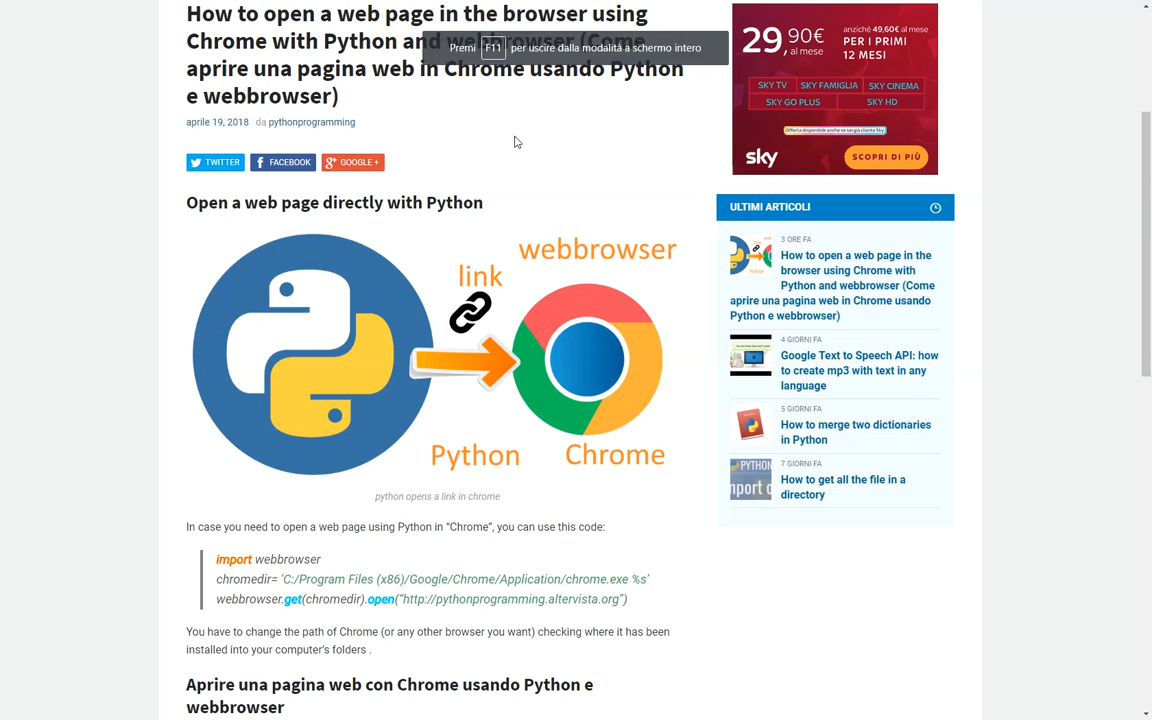 How to open a web page in the browser using
Chrome with Python and webbrowser (Come
aprire una pagina web in Chrome usando Python
e webbrowser)
Premi F11 per uscire dalla modalità a schermo intero
aprile 19, 2018 da pythonprogramming
TWITTER
FACEBOOK
GOOGLE +
Open a web page directly with Python
webbrowser
link
Python
Chrome
python opens a link in chrome
In case you need to open a web page using Python in “Chrome”, you can use this code:
import webbrowser
chromedir= ‘C:/Program Files (x86)/Google/Chrome/Application/chrome.exe %s’
webbrowser.get(chromedir).open(“http://pythonprogramming.altervista.org”)
You have to change the path of Chrome (or any other browser you want) checking where it has been
installed into your computer’s folders .
Aprire una pagina web con Chrome usando Python e
webbrowser
29,90€ al mese
anziché 49,60€ al mese
PER I PRIMI
12 MESI
SKY TV SKY FAMIGLIA SKY CINEMA
SKY GO PLUS SKY HD
Offerta disponibile anche se sei già cliente Sky
sky
SCOPRI DI PIÙ
ULTIMI ARTICOLI
3 ORE FA
How to open a web page in the
browser using Chrome with
Python and webbrowser (Come
aprire una pagina web in Chrome usando
Python e webbrowser)
4 GIORNI FA
Google Text to Speech API: how
to create mp3 with text in any
language
5 GIORNI FA
How to merge two dictionaries
in Python
7 GIORNI FA
How to get all the file in a
directory